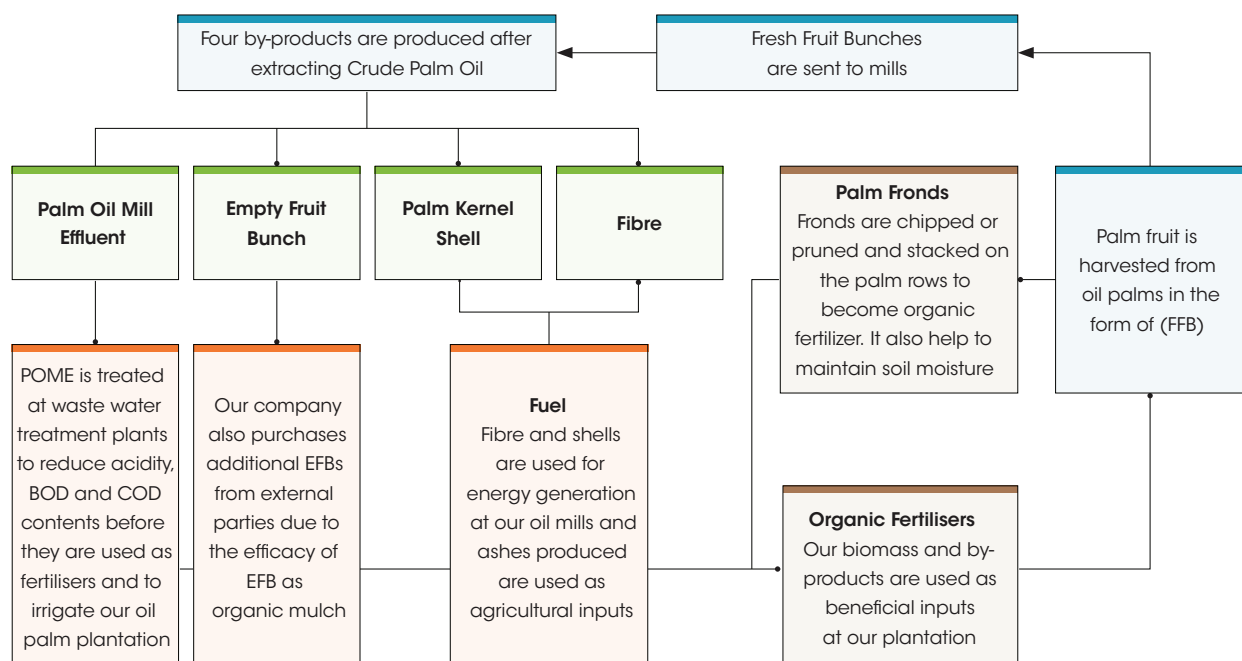 Four by-products are produced after
extracting Crude Palm Oil
Fresh Fruit Bunches
are sent to mills
Palm Oil Mill
Effluent
Empty Fruit
Bunch
Palm Kernel
Shell
Fibre
Palm Fronds
Fronds are chipped or
pruned and stacked on
the palm rows to
become organic
fertilizer. It also help to
maintain soil moisture
Palm fruit is
harvested from
oil palms in the
form of (FFB)
POME is treated
at waste water
treatment plants
to reduce acidity,
BOD and COD
contents before
they are used as
fertilisers and to
irrigate our oil
palm plantation
Our company
also purchases
additional EFBs
from external
parties due to
the efficacy of
EFB as
organic mulch
Fuel
Fibre and shells
are used for
energy generation
at our oil mills and
ashes produced
are used as
agricultural inputs
Organic Fertilisers
Our biomass and by-
products are used as
beneficial inputs
at our plantation